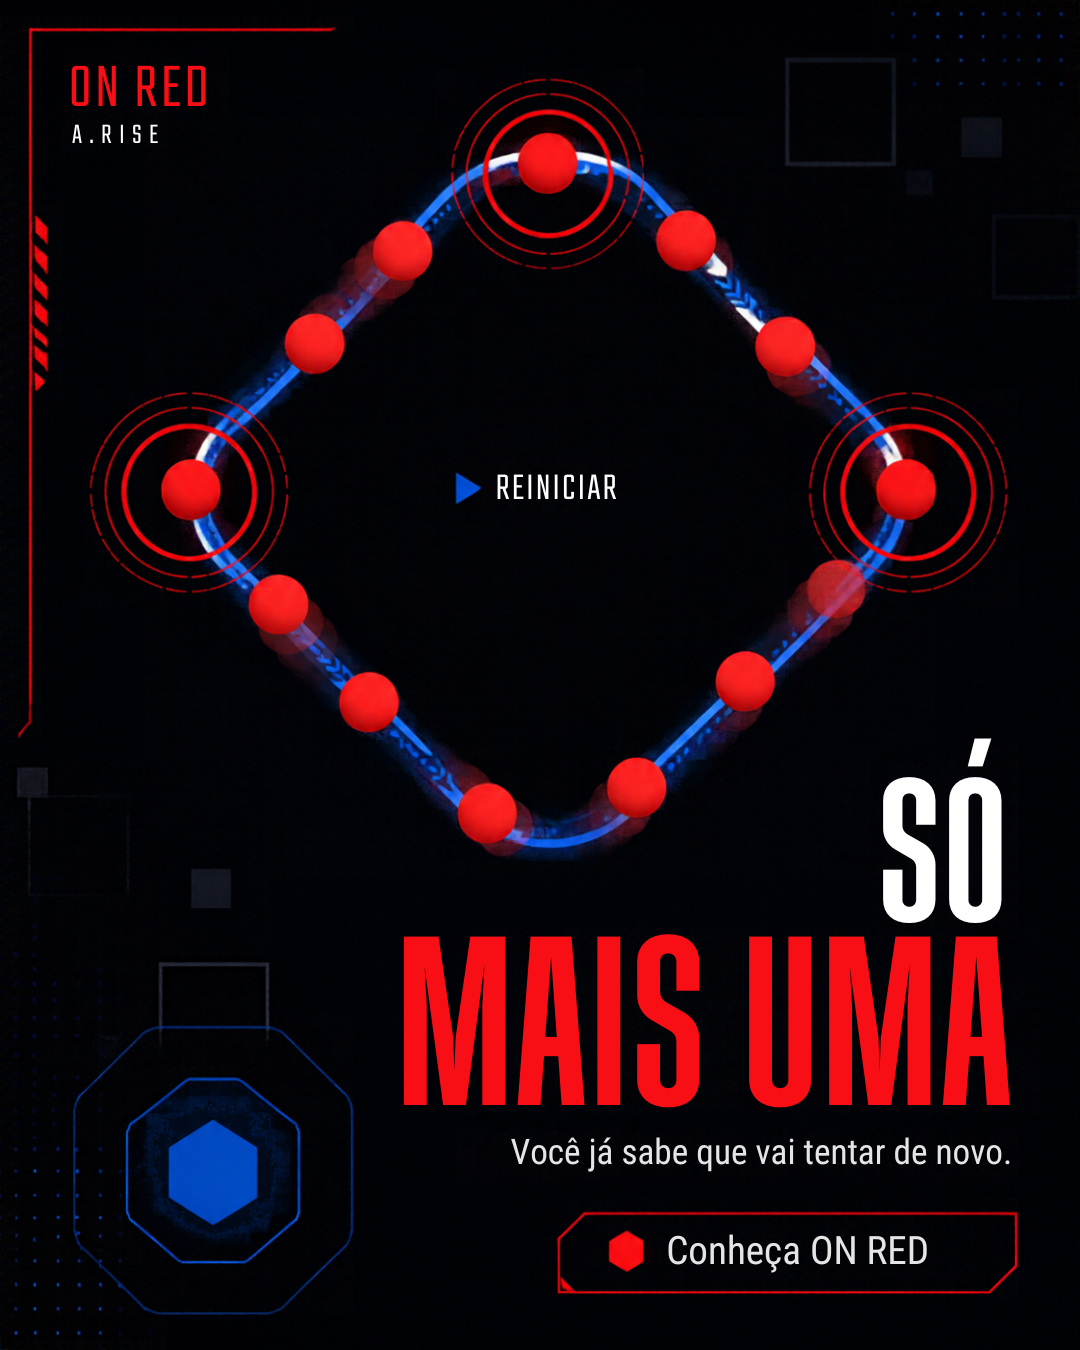 ON RED
A.RISE
REINICIAR
SÓ
MAIS UMA
Você já sabe que vai tentar de novo.
Conheça ON RED